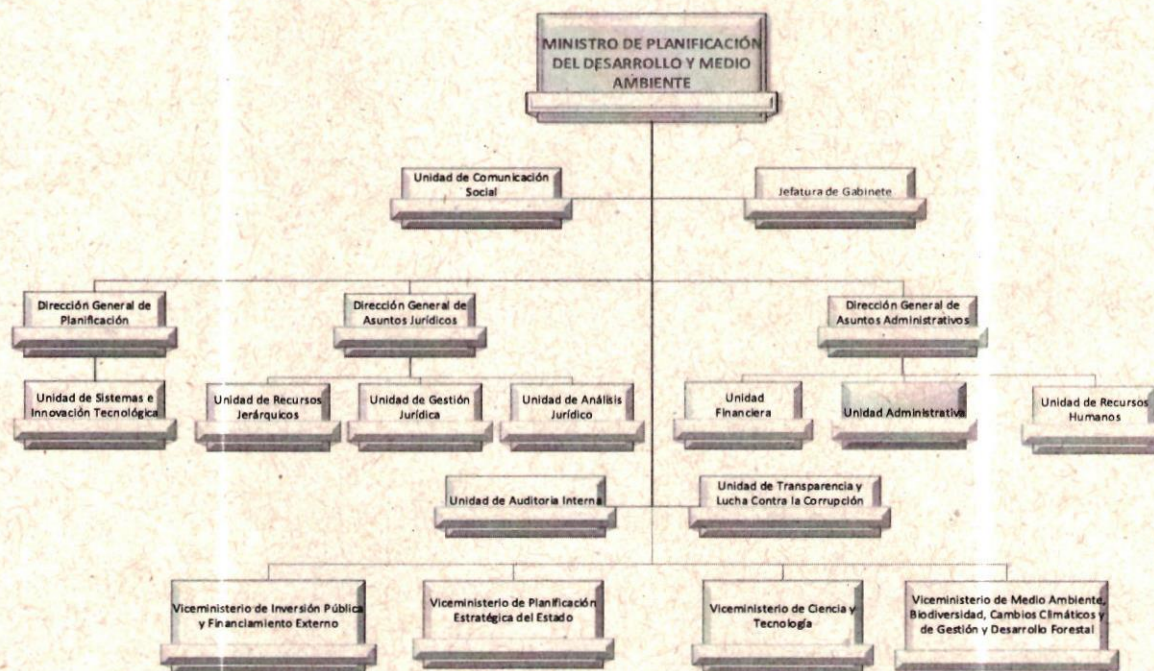 MINISTRO DE PLANIFICACIÓN
DEL DESARROLLO Y MEDIO
AMBIENTE
Unidad de Comunicación
Social
Jefatura de Gabinete
Dirección General de
Planificación
Dirección General de
Asuntos Jurídicos
Dirección General de
Asuntos Administrativos
Unidad de Sistemas e
Innovación Tecnológica
Unidad de Recursos
Jerárquicos
Unidad de Gestión
Jurídica
Unidad de Análisis
Jurídico
Unidad
Financiera
Unidad Administrativa
Unidad de Recursos
Humanos
Unidad de Auditoria Interna
Unidad de Transparencia y
Lucha Contra la Corrupción
Viceministerio de Inversión Pública
y Financiamiento Externo
Viceministerio de Planificación
Estratégica del Estado
Viceministerio de Ciencia y
Tecnología
Viceministerio de Medio Ambiente,
Biodiversidad, Cambios Climáticos y
de Gestión y Desarrollo Forestal